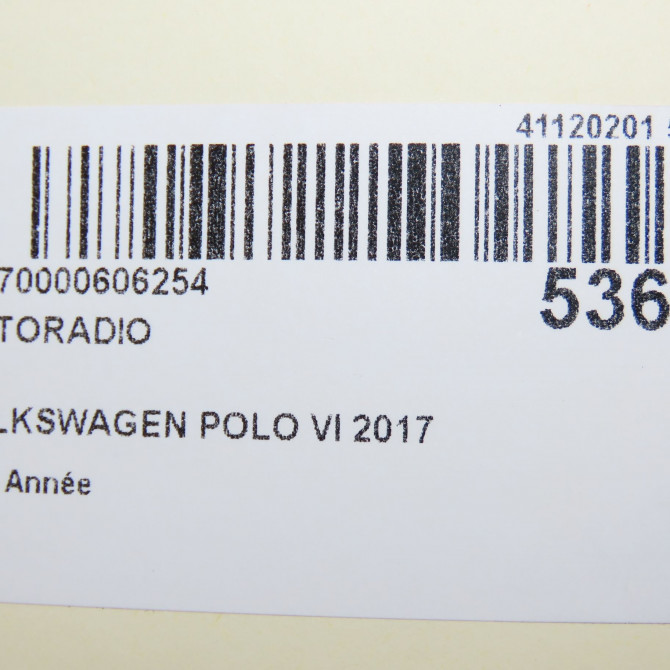 41120201
70000606254
536
TORADIO
LKSWAGEN POLO VI 2017
Année